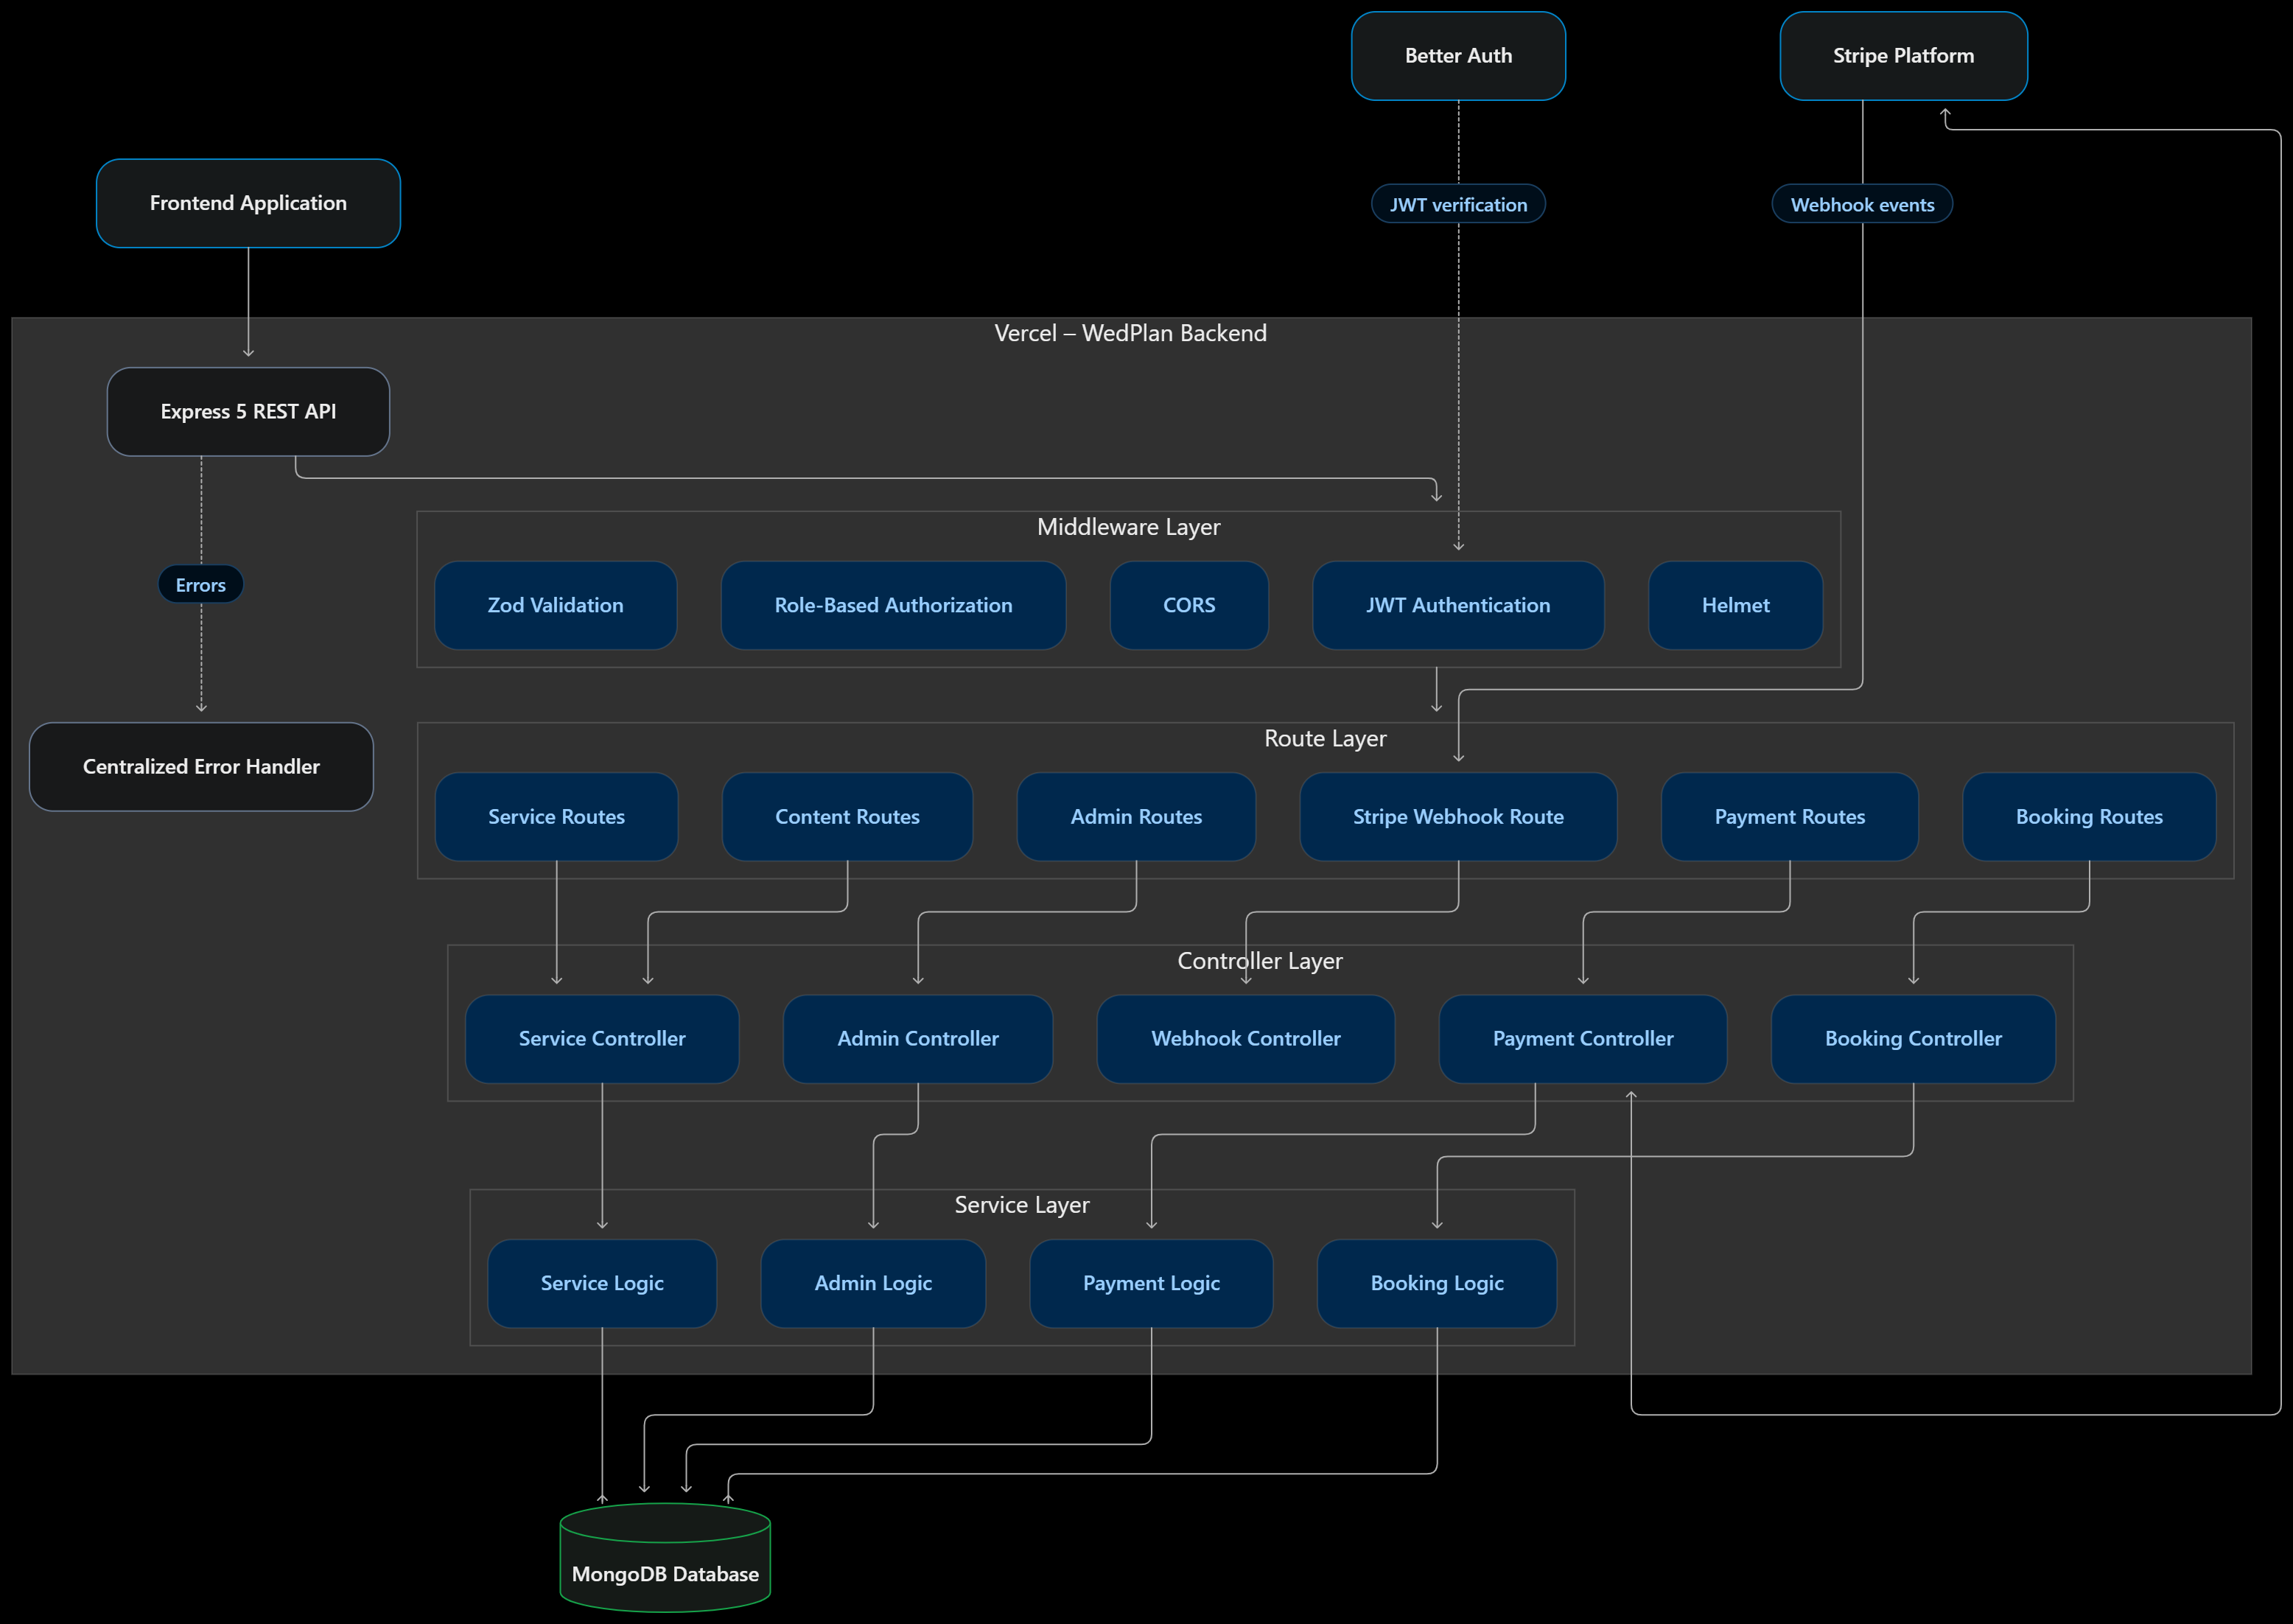 Better Auth
Stripe Platform
Frontend Application
JWT verification
Webhook events
Vercel – WedPlan Backend
Express 5 REST API
Middleware Layer
Errors
Zod Validation
Role-Based Authorization
CORS
JWT Authentication
Helmet
Centralized Error Handler
Route Layer
Service Routes
Content Routes
Admin Routes
Stripe Webhook Route
Payment Routes
Booking Routes
Controller Layer
Service Controller
Admin Controller
Webhook Controller
Payment Controller
Booking Controller
Service Layer
Service Logic
Admin Logic
Payment Logic
Booking Logic
MongoDB Database